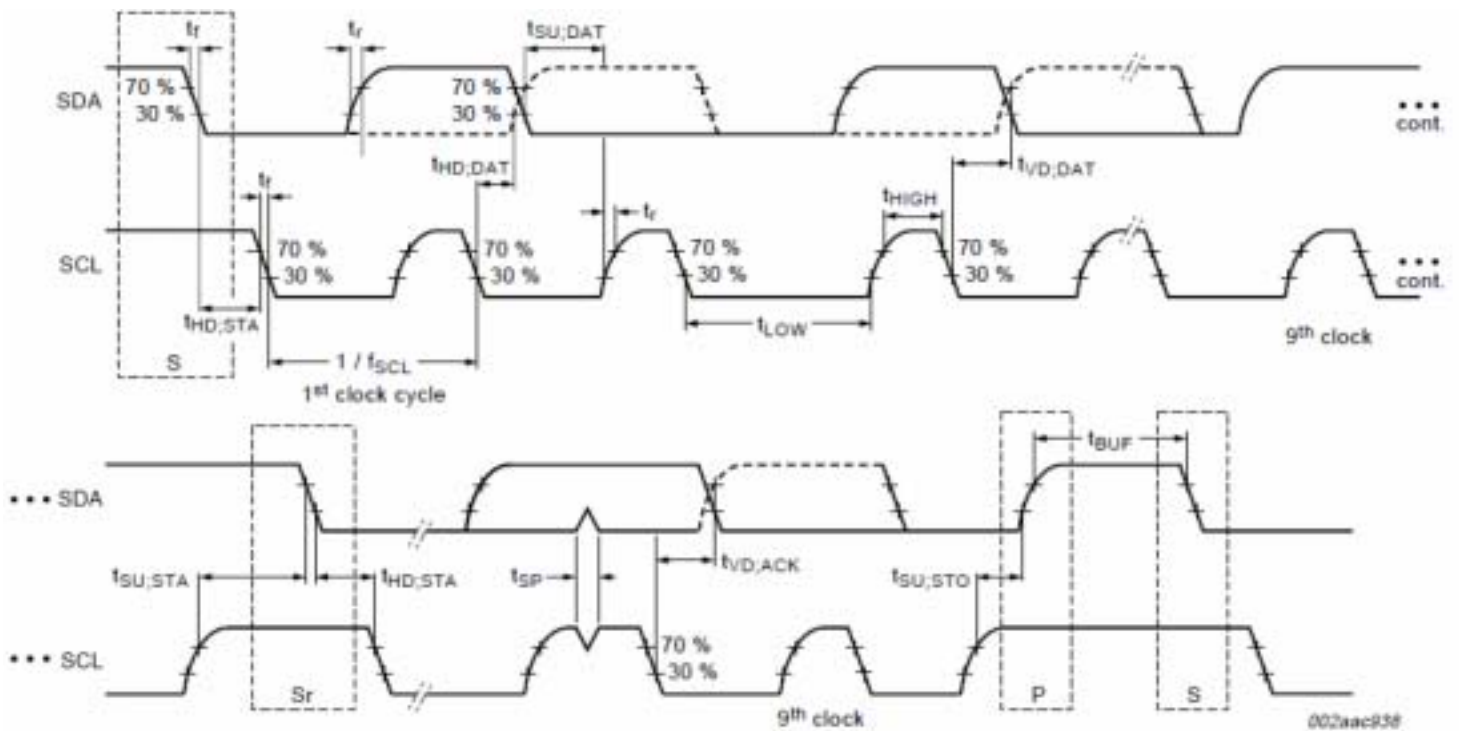 tf
tr
tSU;DAT
70 %
30 %
70 %
30 %
SDA
cont.
tHD;DAT
tVD;DAT
tf
tr
tHIGH
70 %
30 %
70 %
30 %
70 %
30 %
70 %
30 %
SCL
cont.
tHD;STA
tLOW
9th clock
S
1 / fSCL
1st clock cycle
tBUF
••• SDA
tSU;STA
tHD;STA
tSP
tVD;ACK
tSU;STO
70 %
30 %
••• SCL
Sr
P
S
9th clock
002aac938